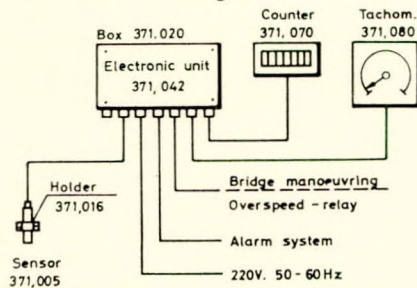 Counter
371, 070
Tachom.
371,080
Box 371,020
Electronic unit
371,042
Holder
371,016
Sensor
371,005
Bridge manoeuvring
Overspeed - relay
Alarm system
220V. 50-60Hz